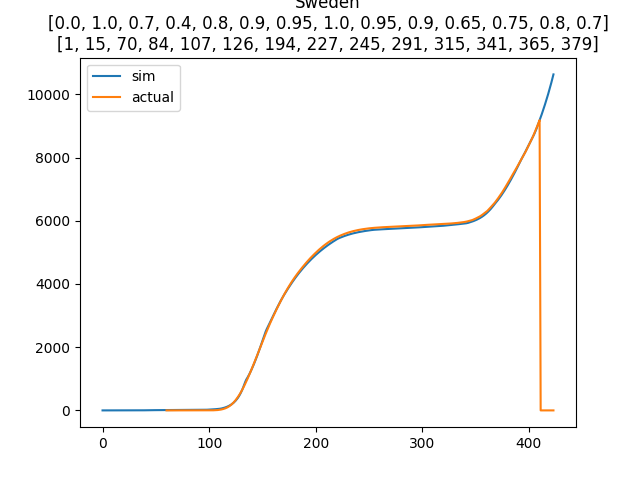 Sweden
[0.0, 1.0, 0.7, 0.4, 0.8, 0.9, 0.95, 1.0, 0.95, 0.9, 0.65, 0.75, 0.8, 0.7]
[1, 15, 70, 84, 107, 126, 194, 227, 245, 291, 315, 341, 365, 379]
sim
actual
10000
8000
6000
4000
2000
0
0 100 200 300 400